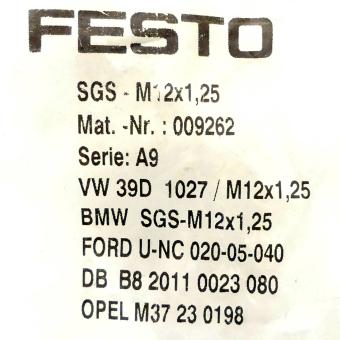 FESTO
SGS - M12x1,25
Mat. -Nr. : 009262
Serie: A9
VW 39D 1027 / M12x1,25
BMW SGS-M12x1,25
FORD U-NC 020-05-040
DB B8 2011 0023 080
OPEL M37 23 0198